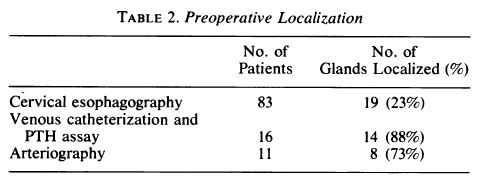 TABLE 2. Preoperative Localization
No. of No. of
Patients Glands Localized (%)
Cervical esophagography 83 19 (23%)
Venous catheterization and
PTH assay 16 14 (88%)
Arteriography 11 8 (73%)